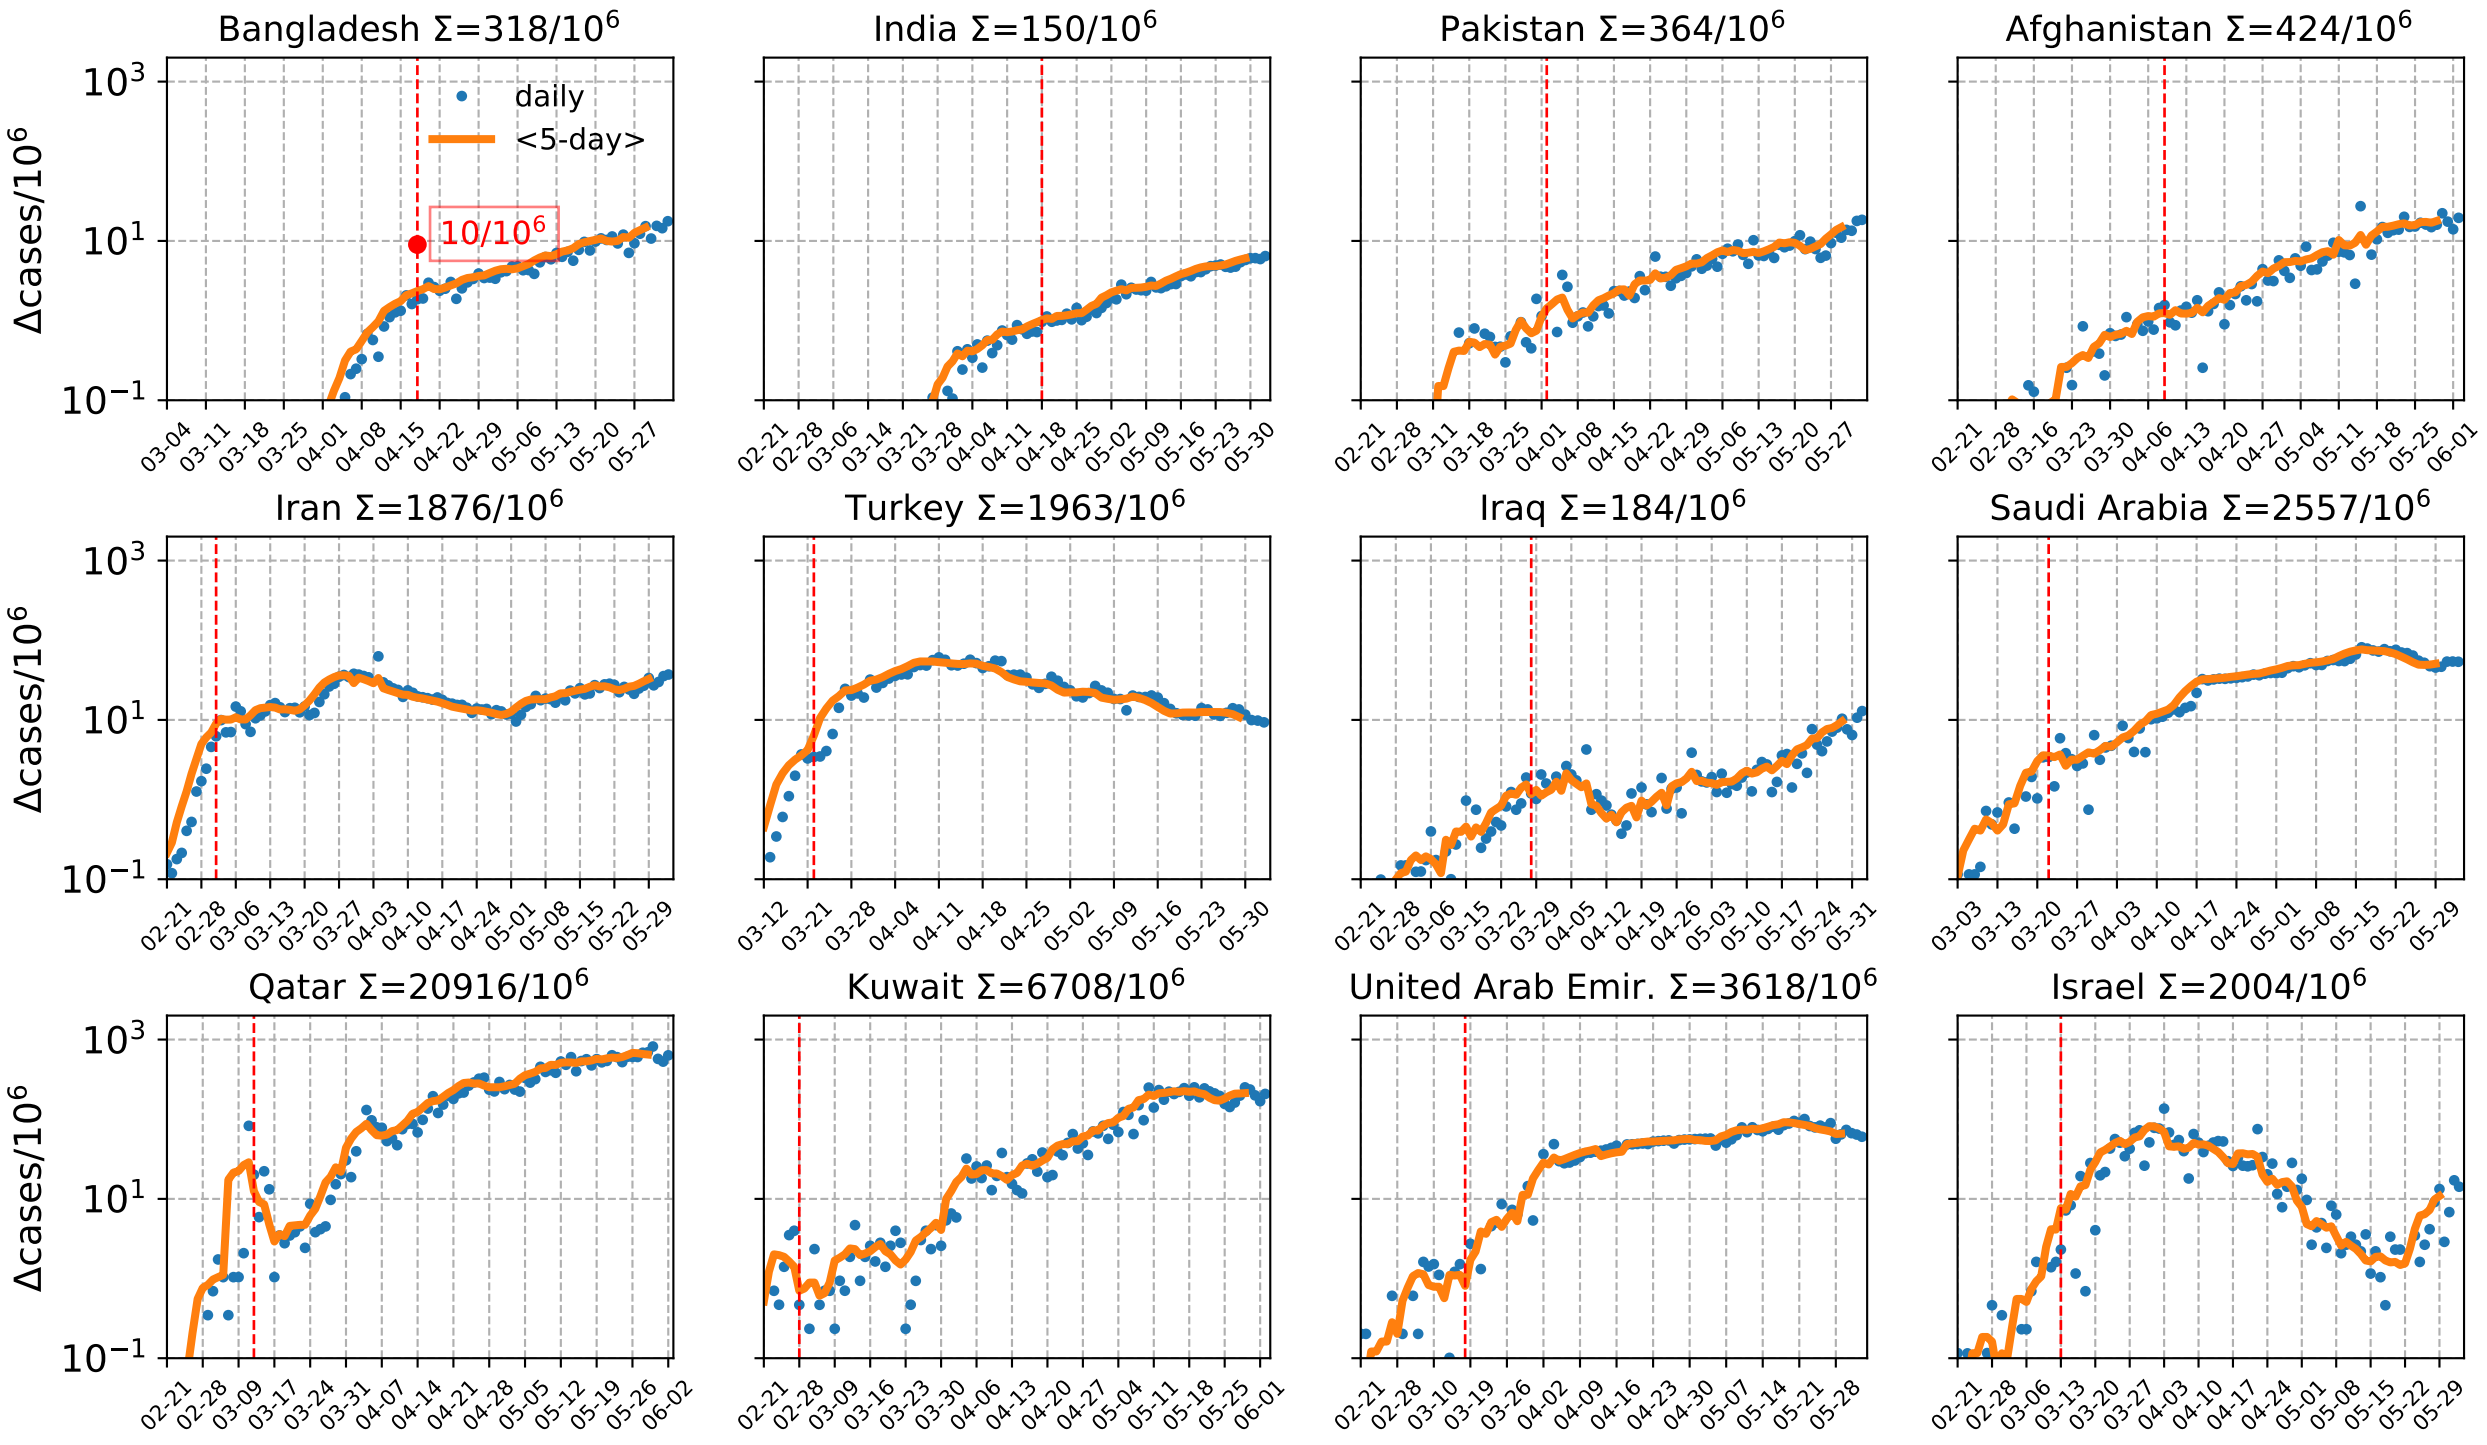 Bangladesh Σ=318/10⁶
India Σ=150/10⁶
Pakistan Σ=364/10⁶
Afghanistan Σ=424/10⁶
Δcases/10⁶
10³
10¹
10⁻¹
daily
<5-day>
10/10⁶
03-04 03-11 03-18 03-25 04-01 04-08 04-15 04-22 04-29 05-06 05-13 05-20 05-27
02-21 02-28 03-06 03-14 03-21 03-28 04-04 04-11 04-18 04-25 05-02 05-09 05-16 05-23 05-30
02-21 02-28 03-11 03-18 03-25 04-01 04-08 04-15 04-22 04-29 05-06 05-13 05-20 05-27
02-21 02-28 03-16 03-23 03-30 04-06 04-13 04-20 04-27 05-04 05-11 05-18 05-25 06-01
Iran Σ=1876/10⁶
Turkey Σ=1963/10⁶
Iraq Σ=184/10⁶
Saudi Arabia Σ=2557/10⁶
Δcases/10⁶
10³
10¹
10⁻¹
02-21 02-28 03-06 03-13 03-20 03-27 04-03 04-10 04-17 04-24 05-01 05-08 05-15 05-22 05-29
03-12 03-21 03-28 04-04 04-11 04-18 04-25 05-02 05-09 05-16 05-23 05-30
02-21 02-28 03-06 03-15 03-22 03-29 04-05 04-12 04-19 04-26 05-03 05-10 05-17 05-24 05-31
03-03 03-13 03-20 03-27 04-03 04-10 04-17 04-24 05-01 05-08 05-15 05-22 05-29
Qatar Σ=20916/10⁶
Kuwait Σ=6708/10⁶
United Arab Emir. Σ=3618/10⁶
Israel Σ=2004/10⁶
Δcases/10⁶
10³
10¹
10⁻¹
02-21 02-28 03-09 03-17 03-24 03-31 04-07 04-14 04-21 04-28 05-05 05-12 05-19 05-26 06-02
02-21 02-28 03-09 03-16 03-23 03-30 04-06 04-13 04-20 04-27 05-04 05-11 05-18 05-25 06-01
02-21 02-28 03-10 03-19 03-26 04-02 04-09 04-16 04-23 04-30 05-07 05-14 05-21 05-28
02-21 02-28 03-06 03-13 03-20 03-27 04-03 04-10 04-17 04-24 05-01 05-08 05-15 05-22 05-29